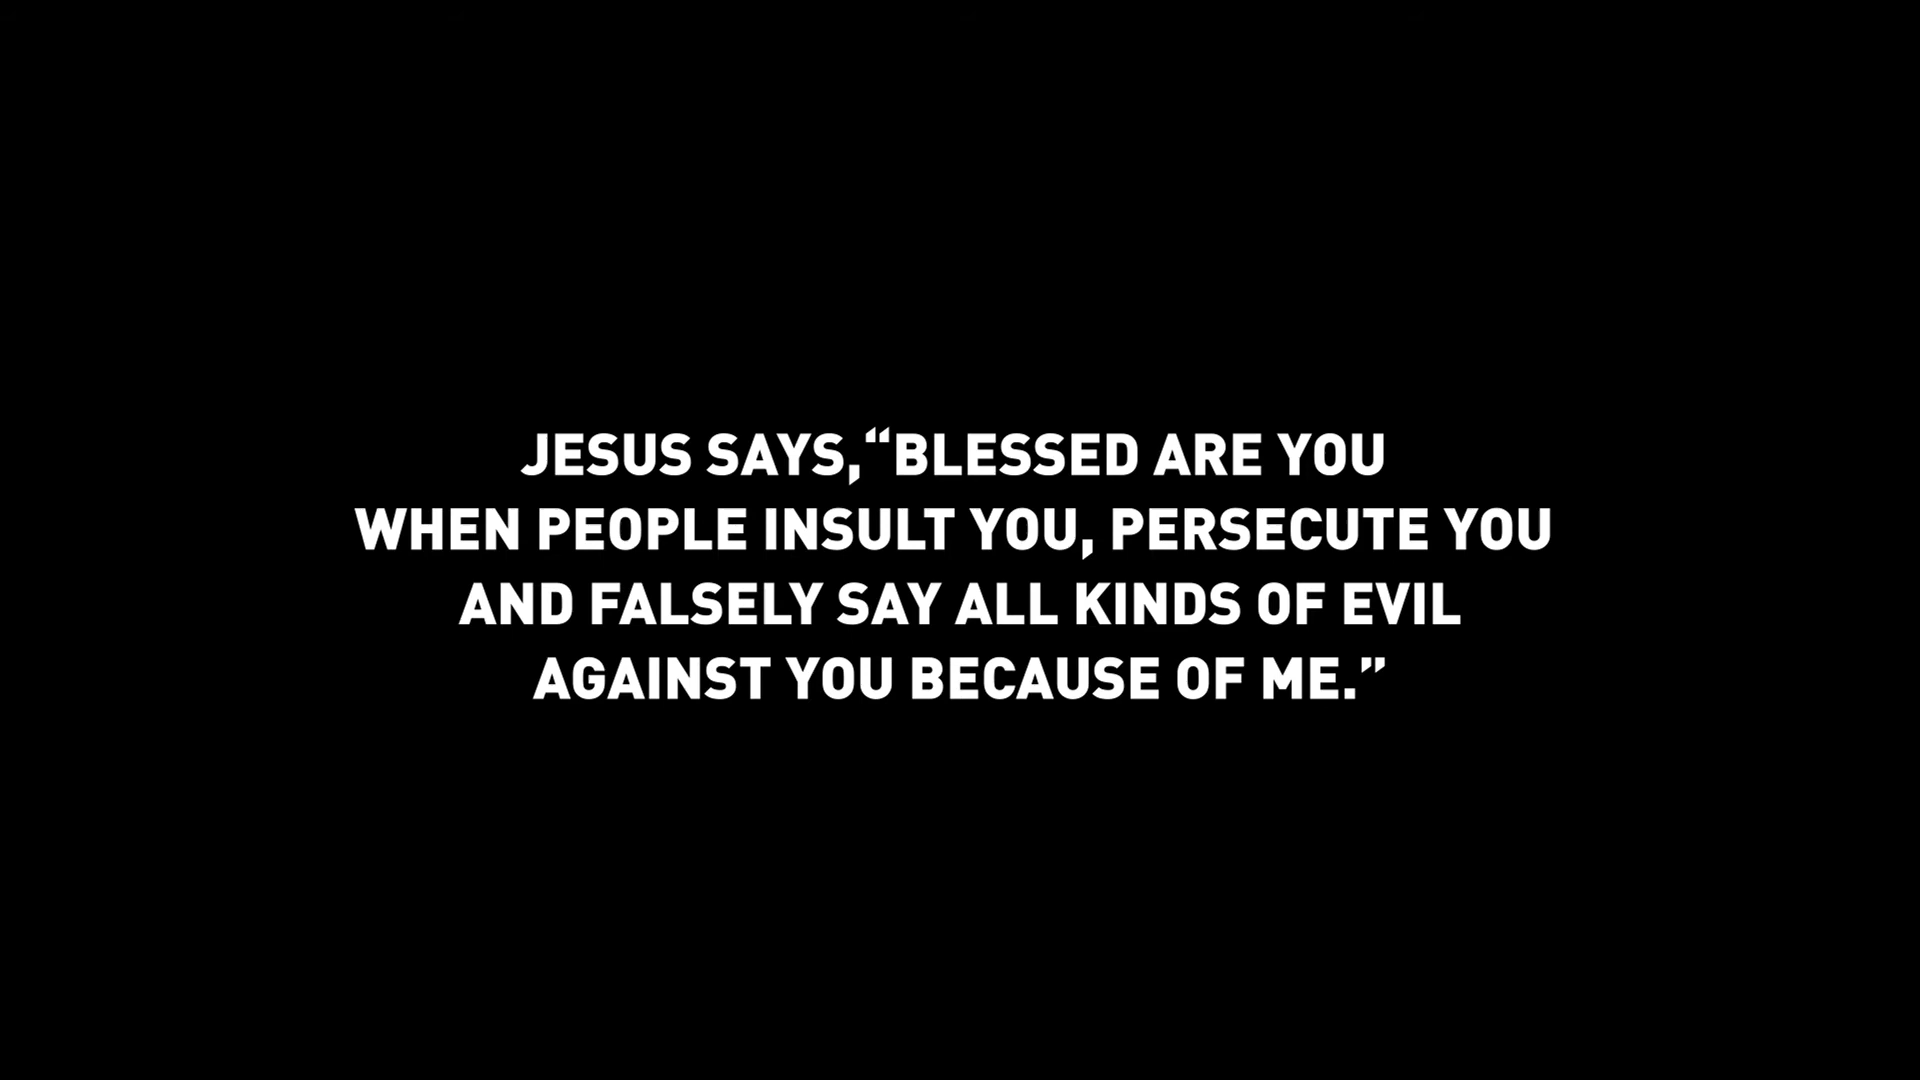 JESUS SAYS,“BLESSED ARE YOU
WHEN PEOPLE INSULT YOU, PERSECUTE YOU
AND FALSELY SAY ALL KINDS OF EVIL
AGAINST YOU BECAUSE OF ME.”